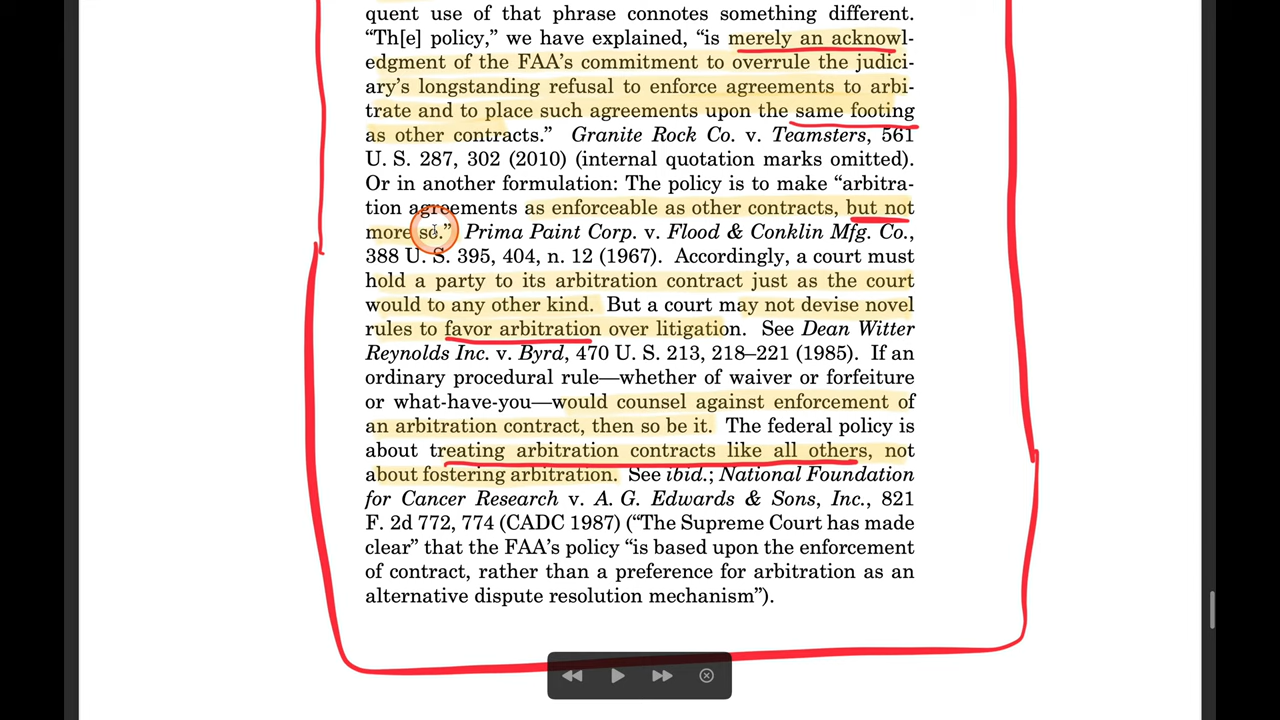 quent use of that phrase connotes something different.
“Th[e] policy,” we have explained, “is merely an acknowl-
edgment of the FAA’s commitment to overrule the judici-
ary’s longstanding refusal to enforce agreements to arbi-
trate and to place such agreements upon the same footing
as other contracts.” Granite Rock Co. v. Teamsters, 561
U. S. 287, 302 (2010) (internal quotation marks omitted).
Or in another formulation: The policy is to make “arbitra-
tion agreements as enforceable as other contracts, but not
more so.” Prima Paint Corp. v. Flood & Conklin Mfg. Co.,
388 U. S. 395, 404, n. 12 (1967). Accordingly, a court must
hold a party to its arbitration contract just as the court
would to any other kind. But a court may not devise novel
rules to favor arbitration over litigation. See Dean Witter
Reynolds Inc. v. Byrd, 470 U. S. 213, 218–221 (1985). If an
ordinary procedural rule—whether of waiver or forfeiture
or what-have-you—would counsel against enforcement of
an arbitration contract, then so be it. The federal policy is
about treating arbitration contracts like all others, not
about fostering arbitration. See ibid.; National Foundation
for Cancer Research v. A. G. Edwards & Sons, Inc., 821
F. 2d 772, 774 (CADC 1987) (“The Supreme Court has made
clear” that the FAA’s policy “is based upon the enforcement
of contract, rather than a preference for arbitration as an
alternative dispute resolution mechanism”).